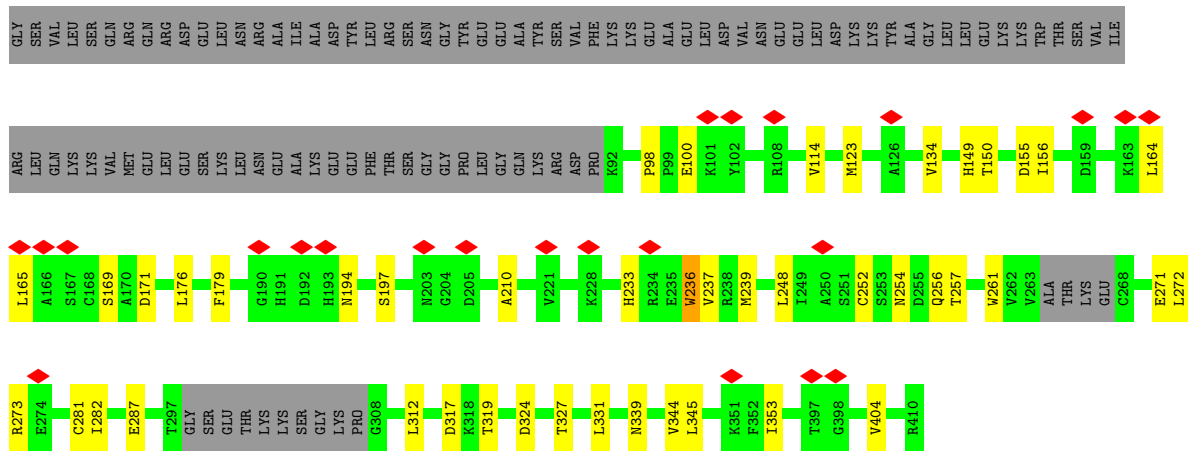 GLY SER VAL LEU SER GLN GLN ARG GLN ARG ASP GLU LEU ASN ARG ALA ILE ALA ASP TYR LEU ARG SER ASN GLY TYR GLU GLU ALA TYR SER VAL PHE LYS LYS GLU ALA GLU LEU ASP VAL ASN GLU GLU LEU ASP LYS LYS TYR ALA GLY LEU LEU GLU LYS LYS TRP THR SER VAL ILE
ARG LEU GLN LYS LYS VAL MET GLU LEU GLU SER LYS LEU ASN GLU ALA LYS GLU GLU PHE THR SER GLY GLY PRO LEU GLY GLN LYS ARG ASP PRO K92 P98 P99 E100 K101 Y102 R108 V114 M123 A126 V134 H149 T150 D155 I156 D159 K163 L164
L165 A166 S167 C168 S169 A170 D171 L176 F179 G190 H191 D192 H193 N194 S197 N203 G204 D205 A210 V221 K228 H233 R234 E235 W236 V237 R238 M239 L248 I249 A250 S251 C252 S253 N254 D255 Q256 T257 W261 V262 V263 ALA THR LYS GLU C268 E271 L272
R273 E274 C281 I282 E287 T297 GLY SER GLU THR LYS LYS SER GLY LYS PRO G308 L312 D317 K318 T319 D324 T327 L331 N339 V344 L345 K351 F352 I353 T397 G398 V404 R410